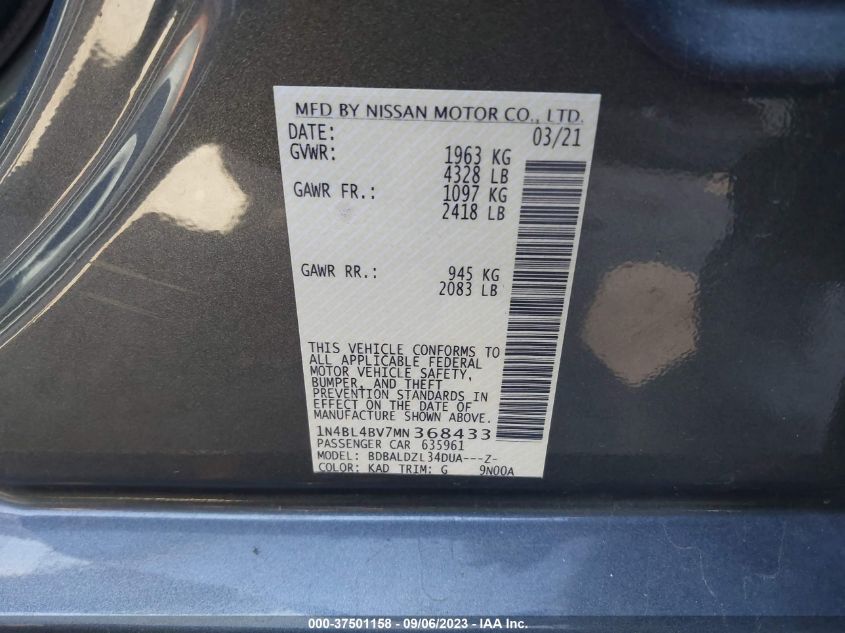 MFD BY NISSAN MOTOR CO., LTD.
DATE: 03/21
GVWR: 1963 KG
4328 LB
GAWR FR.: 1097 KG
2418 LB
GAWR RR.: 945 KG
2083 LB
THIS VEHICLE CONFORMS TO
ALL APPLICABLE FEDERAL
MOTOR VEHICLE SAFETY,
BUMPER, AND THEFT
PREVENTION STANDARDS IN
EFFECT ON THE DATE OF
MANUFACTURE SHOWN ABOVE.
1N4BL4BV7MN368433
PASSENGER CAR 635961
MODEL: BDBALDZL34DUA---Z-
COLOR: KAD TRIM: G 9N00A
000-37501158 - 09/06/2023 - IAA Inc.